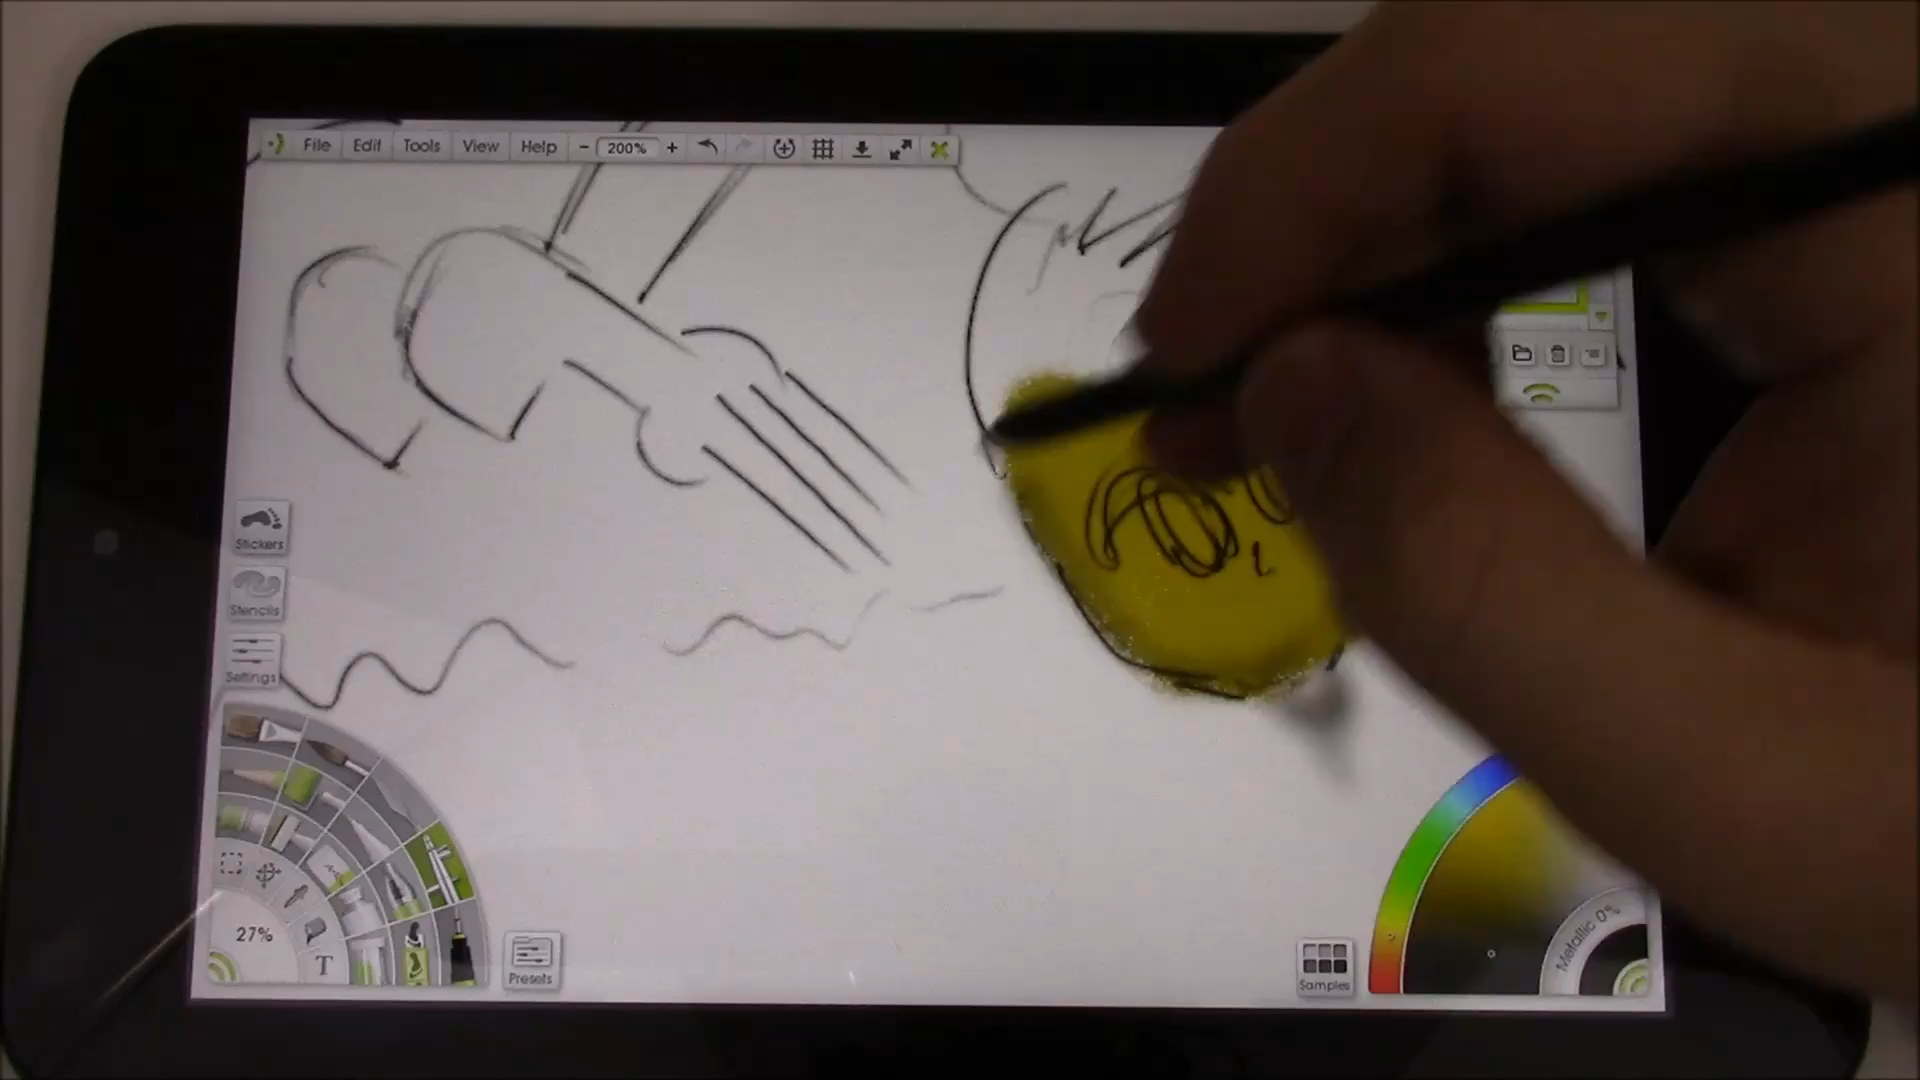 File Edit Tools View Help − 200% +
Stickers
Stencils
Settings
27%
T
Presets
Samples
Metallic 0%